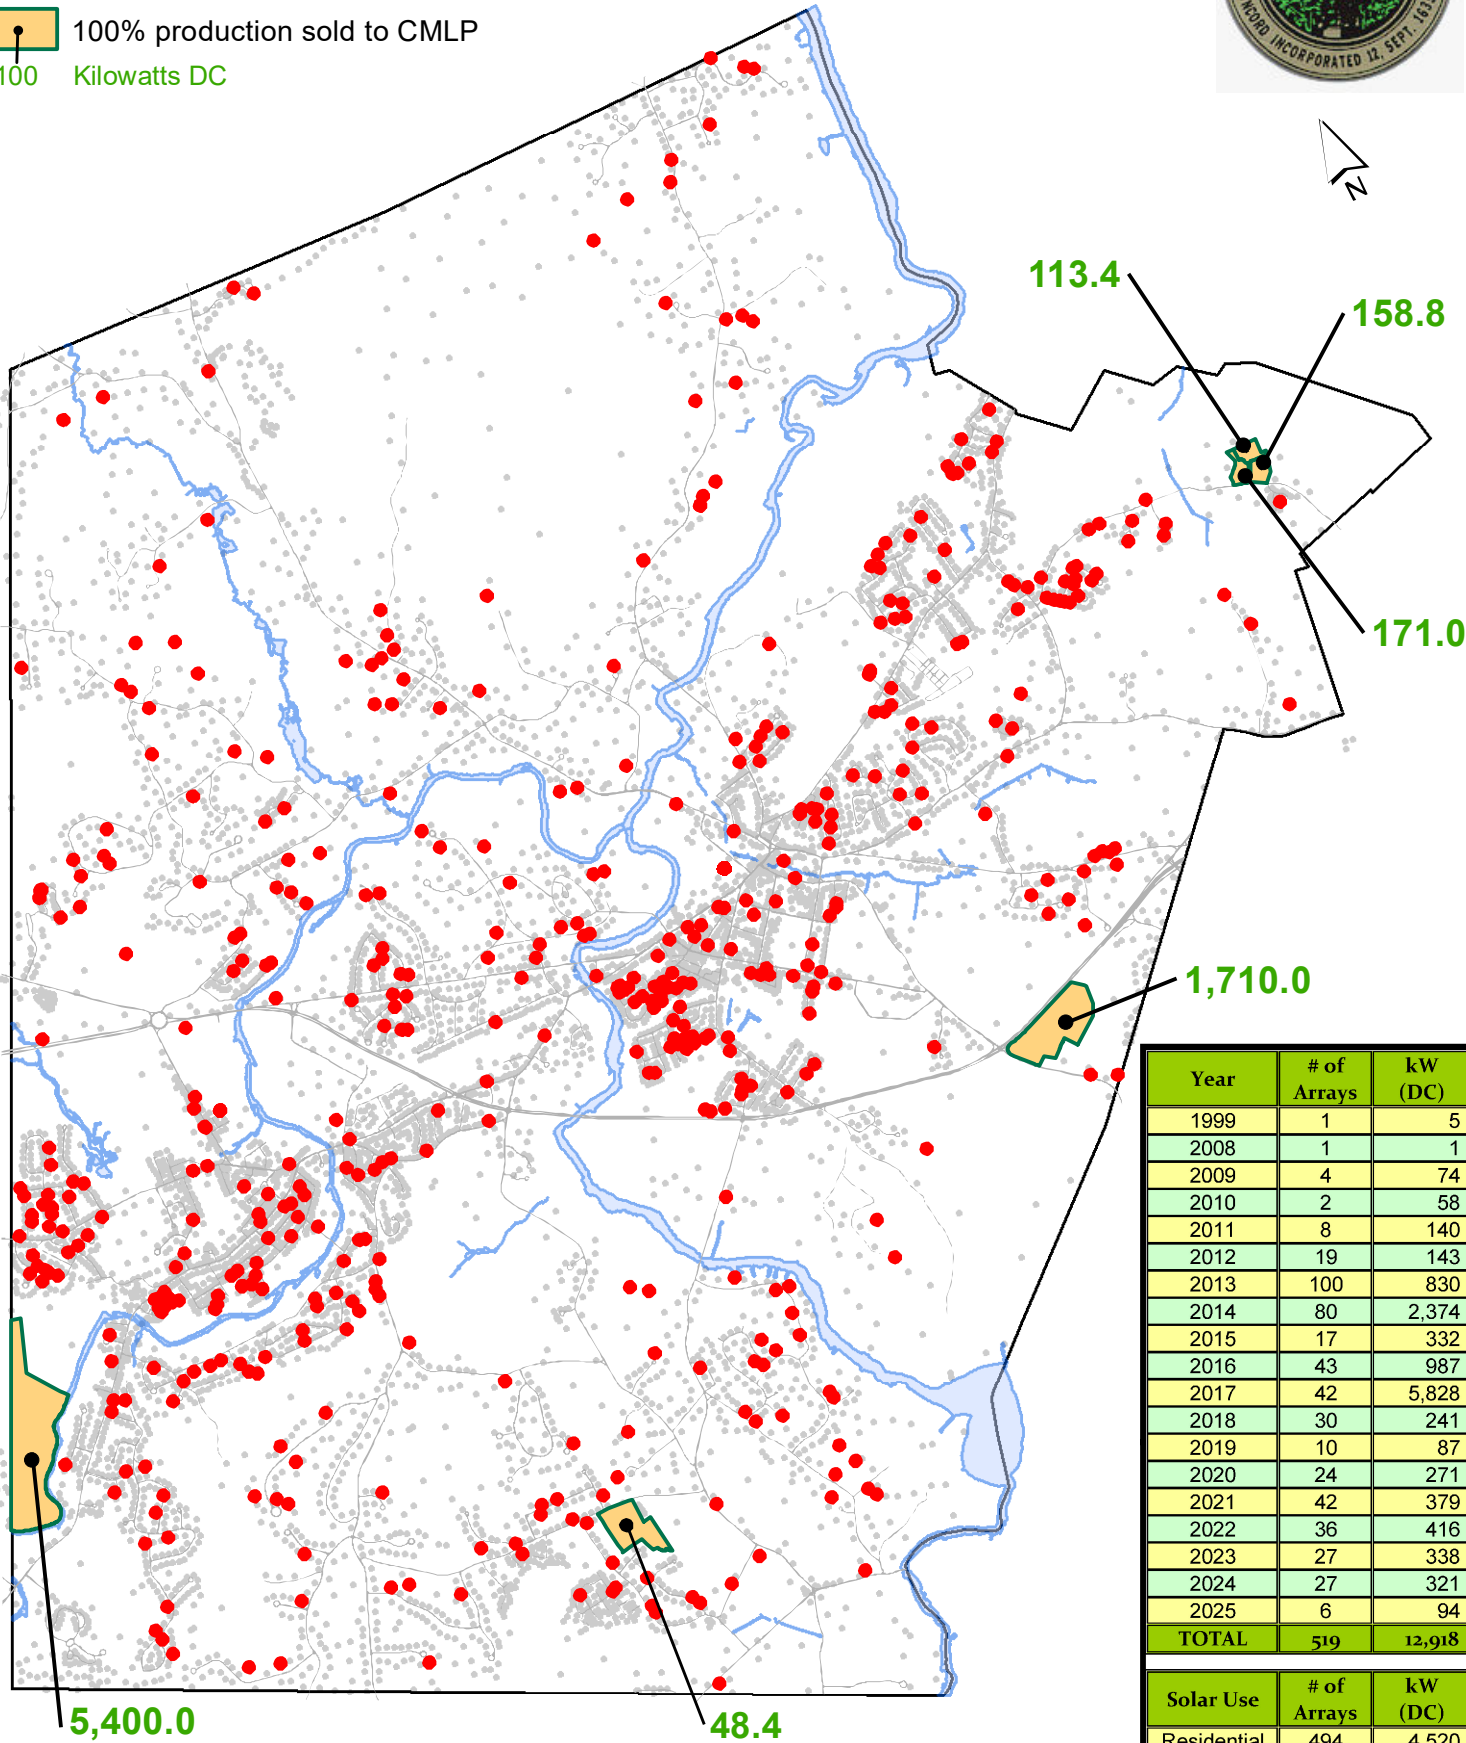 100% production sold to CMLP
100 Kilowatts DC
INCORPORATED 12, SEPT. 163
N
113.4
158.8
171.0
1,710.0
5,400.0
48.4
Year # of Arrays kW (DC)
1999 1 5
2008 1 1
2009 4 74
2010 2 58
2011 8 140
2012 19 143
2013 100 830
2014 80 2,374
2015 17 332
2016 43 987
2017 42 5,828
2018 30 241
2019 10 87
2020 24 271
2021 42 379
2022 36 416
2023 27 338
2024 27 321
2025 6 94
TOTAL 519 12,918
Solar Use # of Arrays kW (DC)
Residential 494 4,520